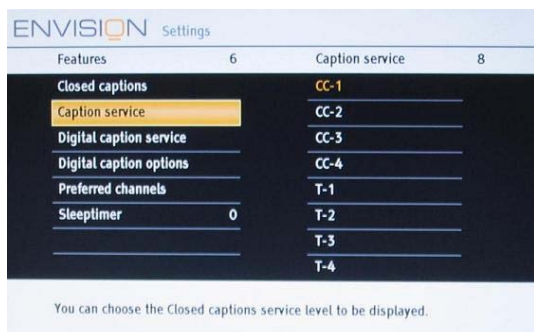 ENVISION Settings
Features 6 Caption service 8
Closed captions CC-1
Caption service CC-2
Digital caption service CC-3
Digital caption options CC-4
Preferred channels T-1
Sleeptimer 0 T-2
T-3
T-4
You can choose the Closed captions service level to be displayed.